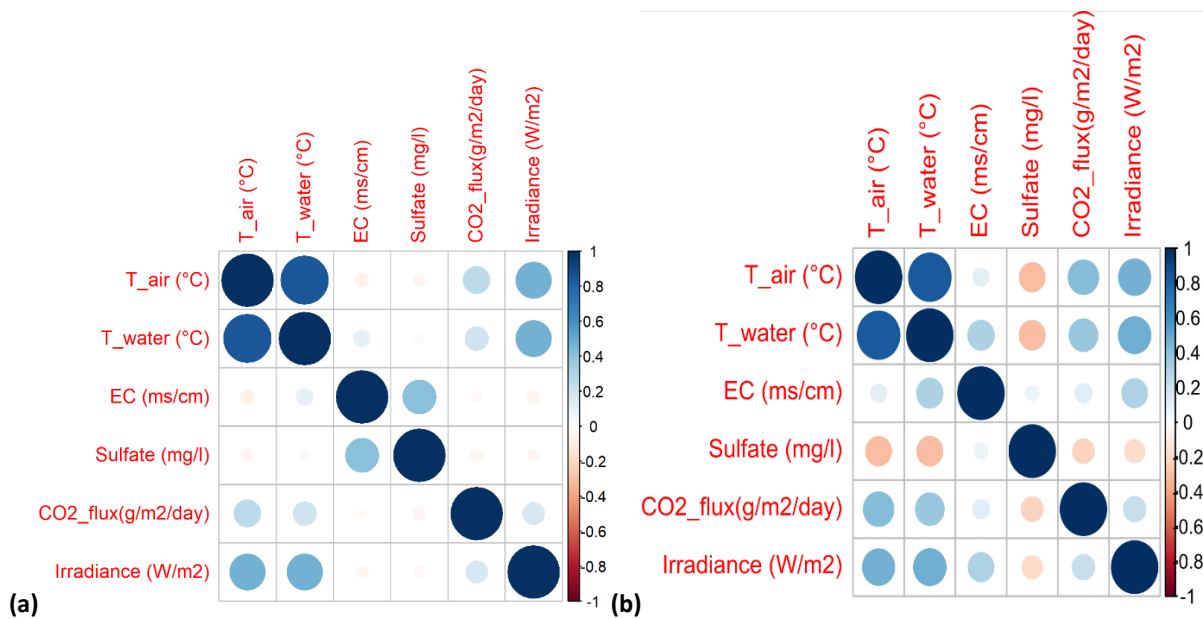 T_air (°C)
T_water (°C)
EC (ms/cm)
Sulfate (mg/l)
CO2_flux(g/m2/day)
Irradiance (W/m2)
T_air (°C)
T_water (°C)
EC (ms/cm)
Sulfate (mg/l)
CO2_flux(g/m2/day)
Irradiance (W/m2)
1
0.8
0.6
0.4
0.2
0
-0.2
-0.4
-0.6
-0.8
-1
(a)
T_air (°C)
T_water (°C)
EC (ms/cm)
Sulfate (mg/l)
CO2_flux(g/m2/day)
Irradiance (W/m2)
T_air (°C)
T_water (°C)
EC (ms/cm)
Sulfate (mg/l)
CO2_flux(g/m2/day)
Irradiance (W/m2)
1
0.8
0.6
0.4
0.2
0
-0.2
-0.4
-0.6
-0.8
-1
(b)